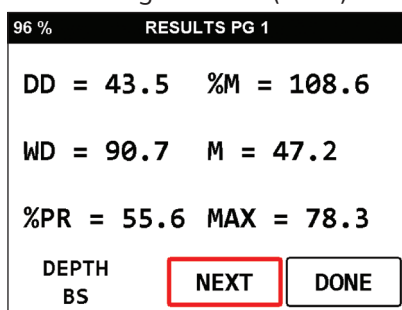 96 % RESULTS PG 1
DD = 43.5 %M = 108.6
WD = 90.7 M = 47.2
%PR = 55.6 MAX = 78.3
DEPTH
BS
NEXT
DONE